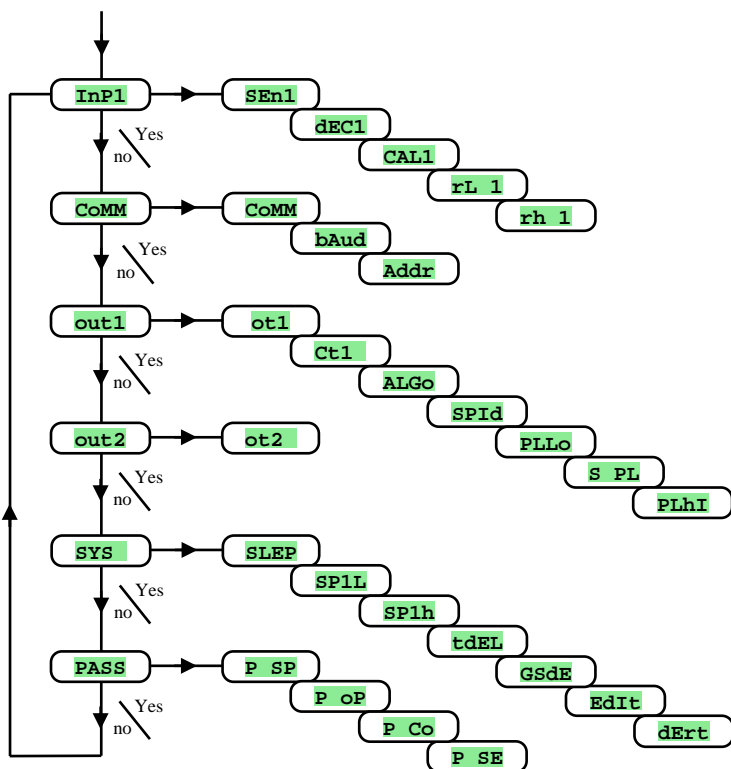 InP1 SEn1
dEC1
Yes
no
CAL1
rL 1
rh 1
CoMM CoMM
bAud
Yes
no
Addr
out1 ot1
Ct1
Yes
no
ALGo
SPId
PLLo
out2 ot2
S PL
Yes
no
PLhI
SYS SLEP
SP1L
Yes
no
SP1h
tdEL
PASS P SP
GSdE
P oP
EdIt
Yes
no
P Co
dErt
P SE